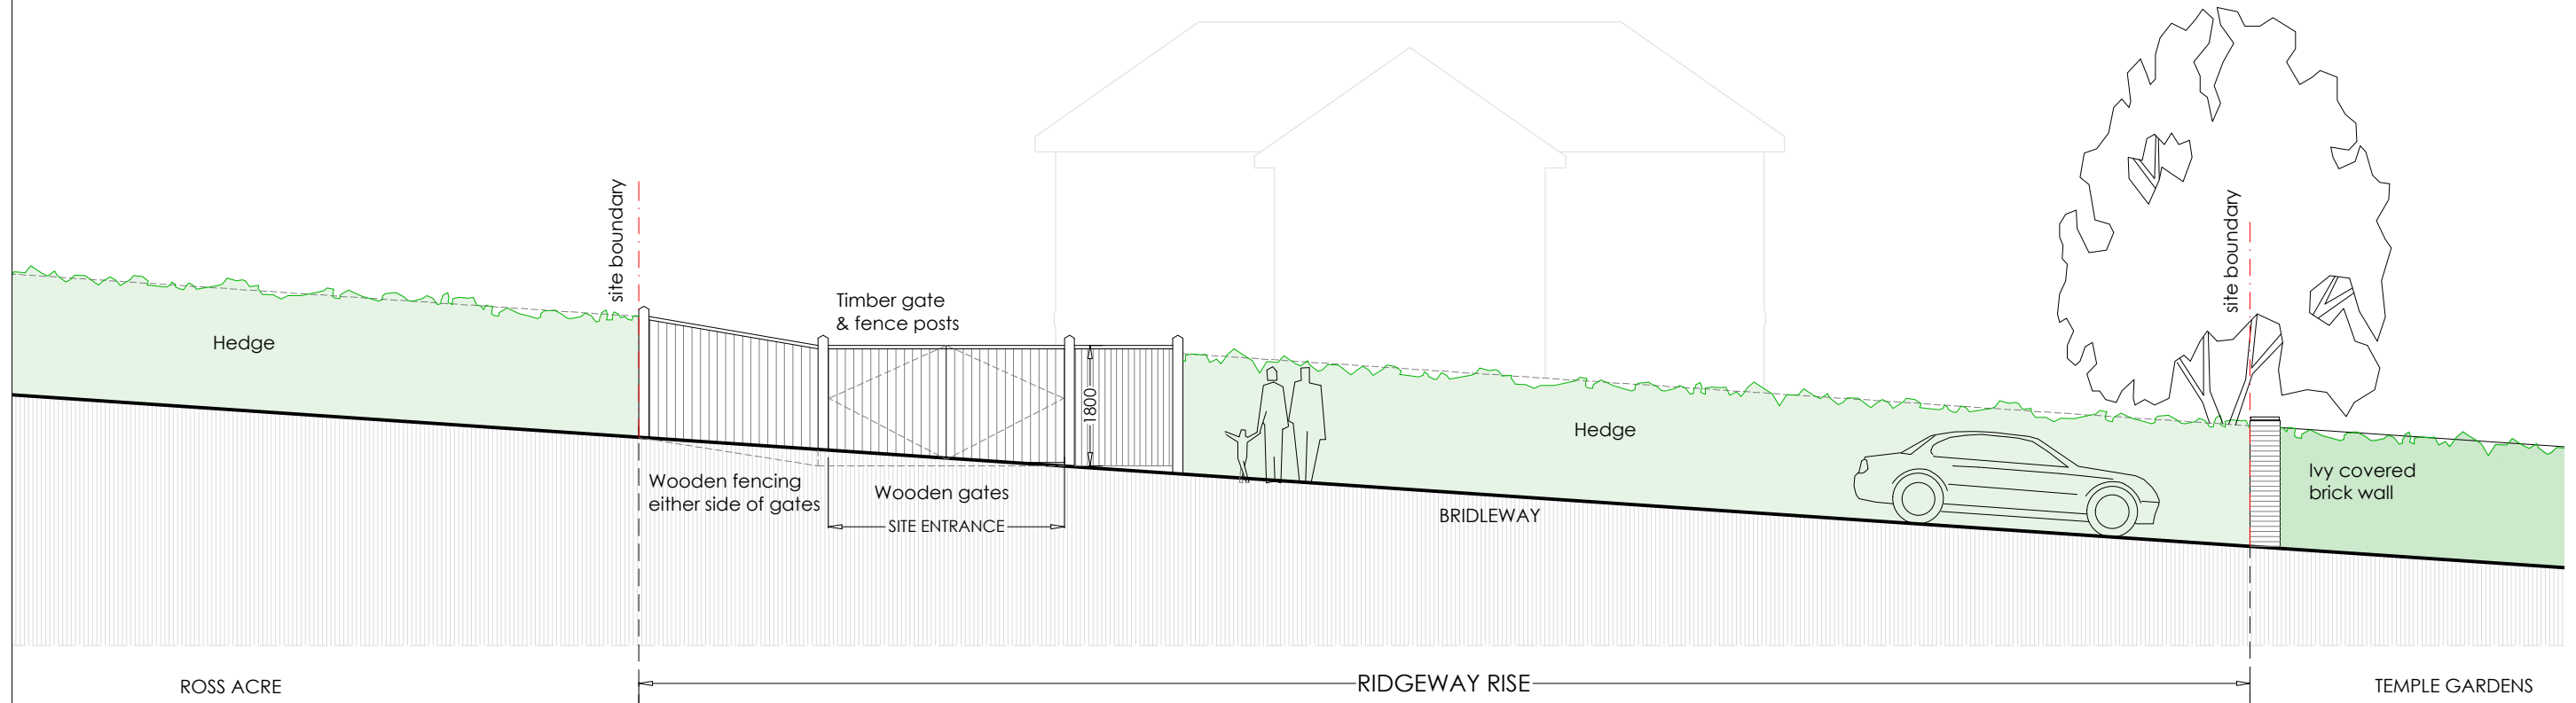 site boundary
site boundary
Timber gate
& fence posts
Hedge
1800
Hedge
Wooden fencing
either side of gates
Wooden gates
SITE ENTRANCE
BRIDLEWAY
Ivy covered
brick wall
ROSS ACRE
RIDGEWAY RISE
TEMPLE GARDENS